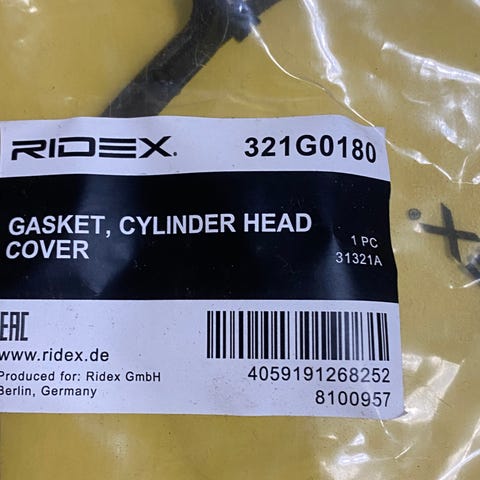 RIDEX. 321G0180
GASKET, CYLINDER HEAD
COVER
1 PC
31321A
EAC
www.ridex.de
Produced for: Ridex GmbH
Berlin, Germany
4059191268252
8100957